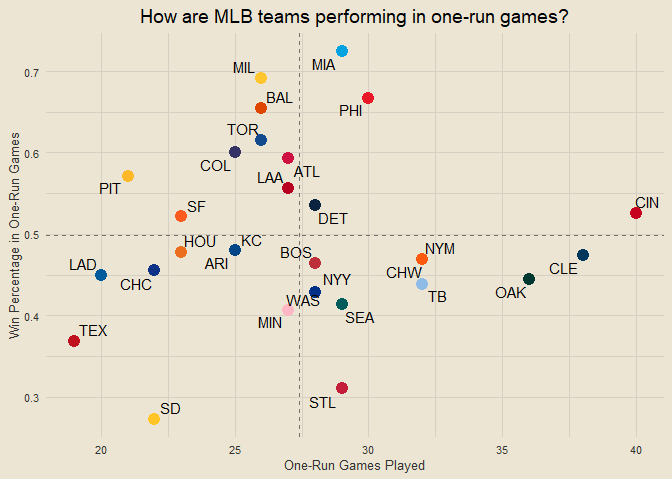 How are MLB teams performing in one-run games?
Win Percentage in One-Run Games
0.7
0.6
0.5
0.4
0.3
MIA
MIL
BAL
PHI
TOR
COL
ATL
LAA
PIT
SF
DET
CIN
HOU
KC
NYM
BOS
LAD
ARI
CHW
CLE
CHC
NYY
OAK
WAS
TB
MIN
SEA
TEX
STL
SD
20
25
30
35
40
One-Run Games Played